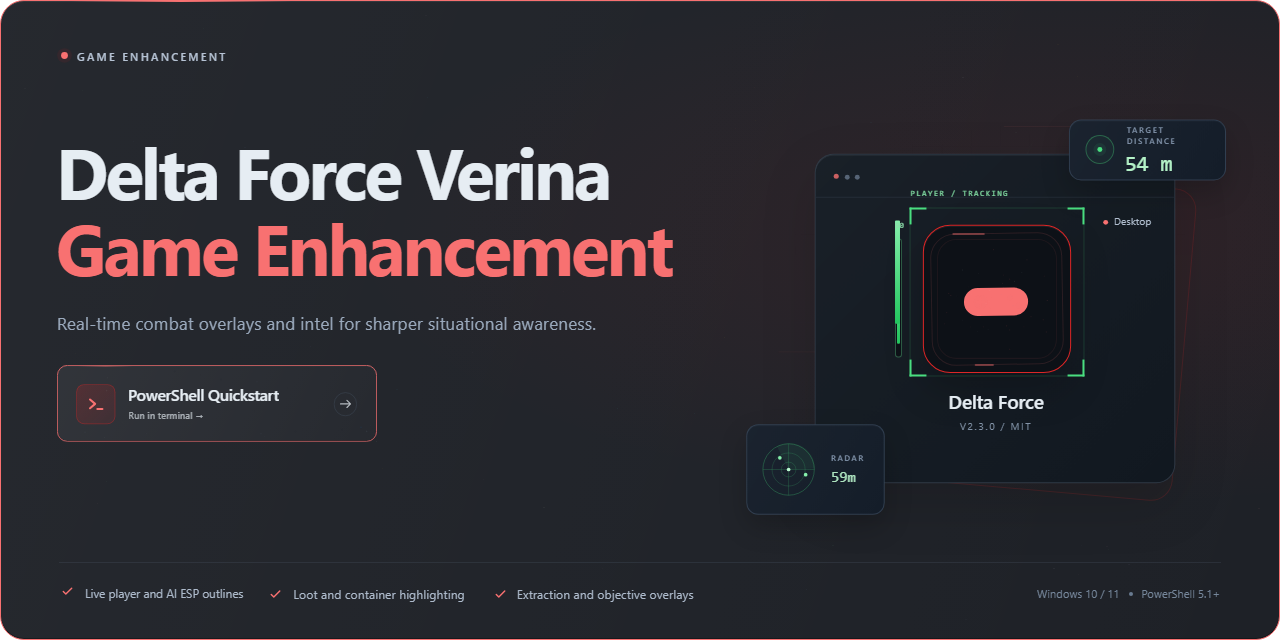 GAME ENHANCEMENT
Delta Force Verina
Game Enhancement
Real-time combat overlays and intel for sharper situational awareness.
PowerShell Quickstart
Run in terminal →
TARGET
DISTANCE
54 m
PLAYER / TRACKING
Desktop
Delta Force
V2.3.0 / MIT
RADAR
59m
Live player and AI ESP outlines
Loot and container highlighting
Extraction and objective overlays
Windows 10 / 11 • PowerShell 5.1+